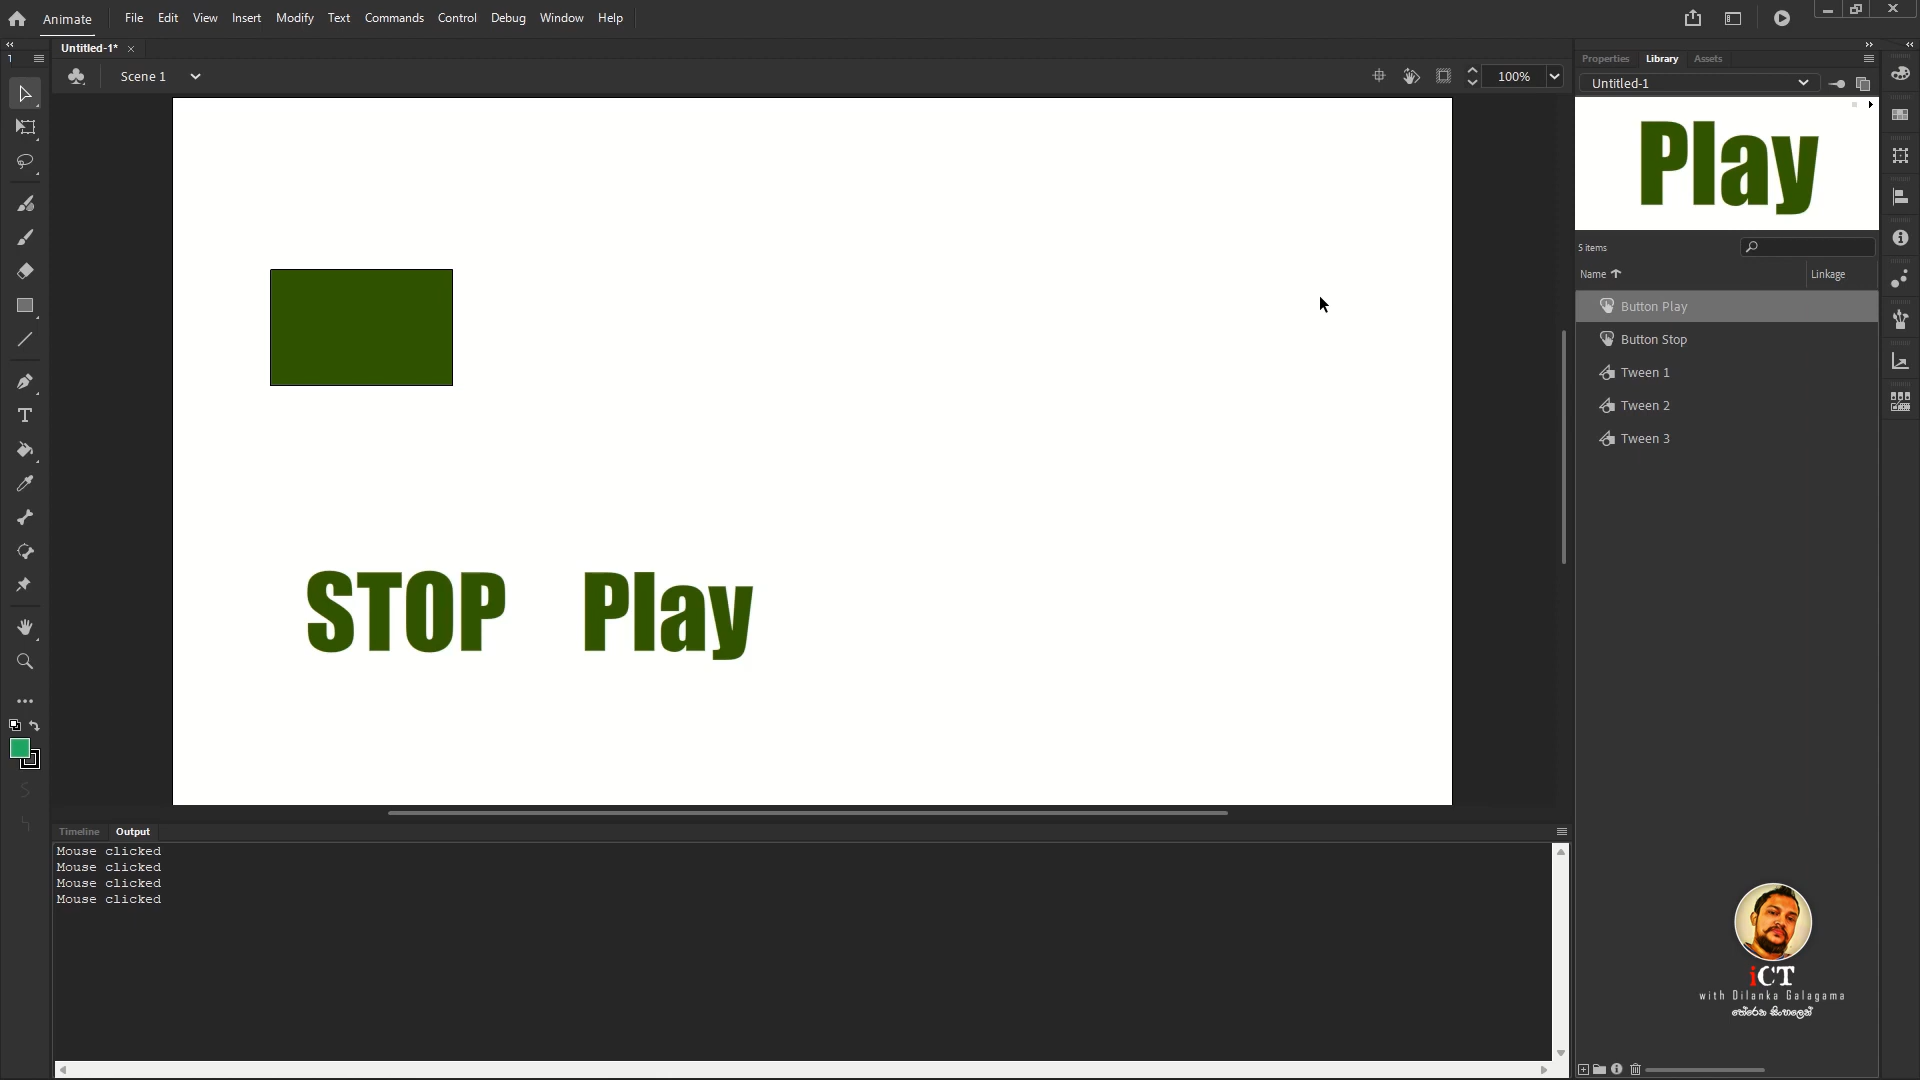 Animate File Edit View Insert Modify Text Commands Control Debug Window Help
Untitled-1*
Scene 1
100%
STOP Play
Timeline Output
Mouse clicked
Mouse clicked
Mouse clicked
Mouse clicked
Properties Library Assets
Untitled-1
Play
5 items
Name Linkage
Button Play
Button Stop
Tween 1
Tween 2
Tween 3
iCT
with Dilanka Galagama
තේරෙන සිංහලෙන්